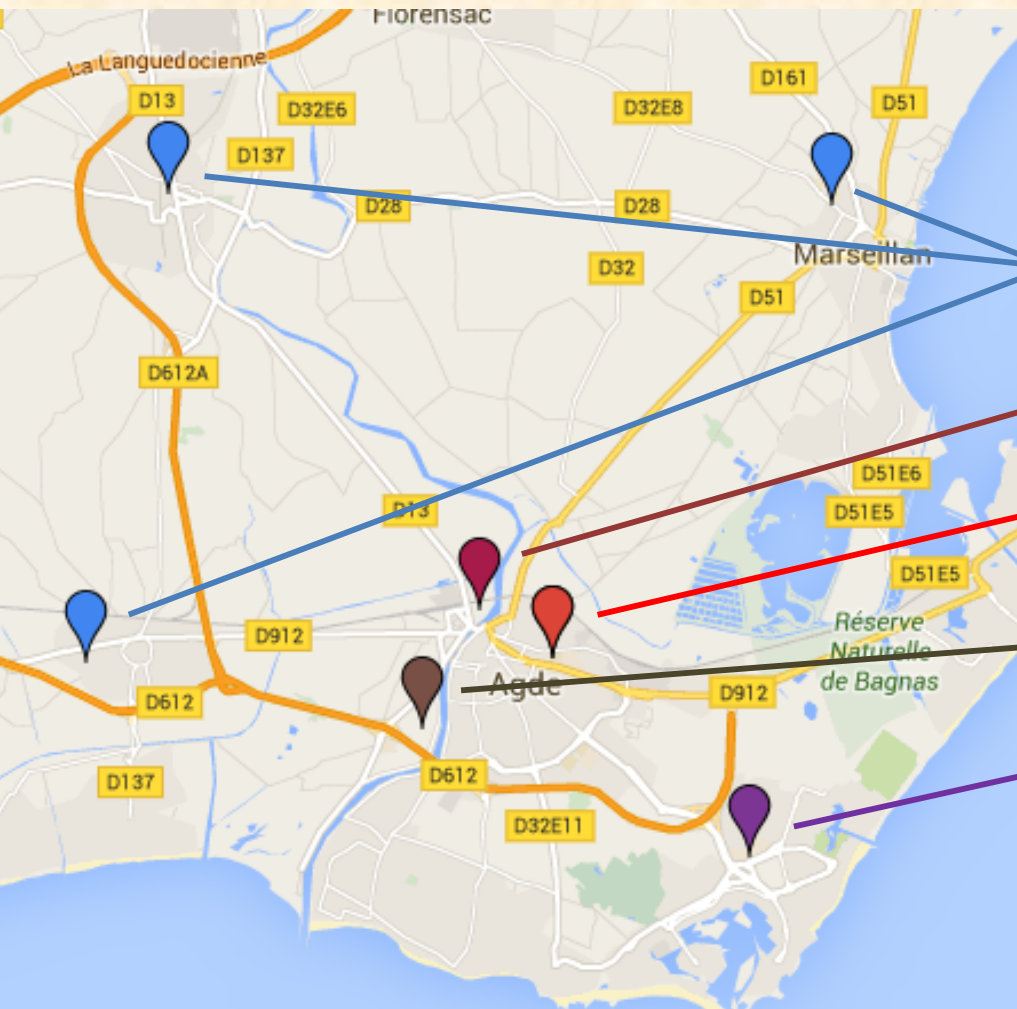 Florensac
La Languedocienne
D161
D13
D32E6
D32E8
D51
D137
D28
D28
Marseillan
D32
D51
D612A
D51E6
D13
D51E5
D51E5
D912
Réserve
Naturelle
de Bagnas
Agde
D612
D912
D612
D137
D32E11